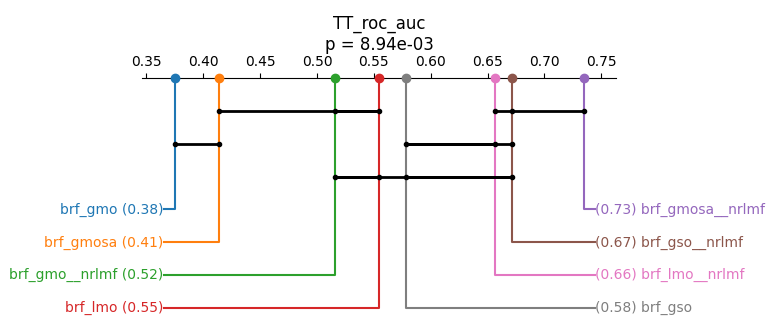 TT_roc_auc
p = 8.94e-03
0.35 0.40 0.45 0.50 0.55 0.60 0.65 0.70 0.75
brf_gmo (0.38) (0.73) brf_gmosa__nrlmf
brf_gmosa (0.41) (0.67) brf_gso__nrlmf
brf_gmo__nrlmf (0.52) (0.66) brf_lmo__nrlmf
brf_lmo (0.55) (0.58) brf_gso